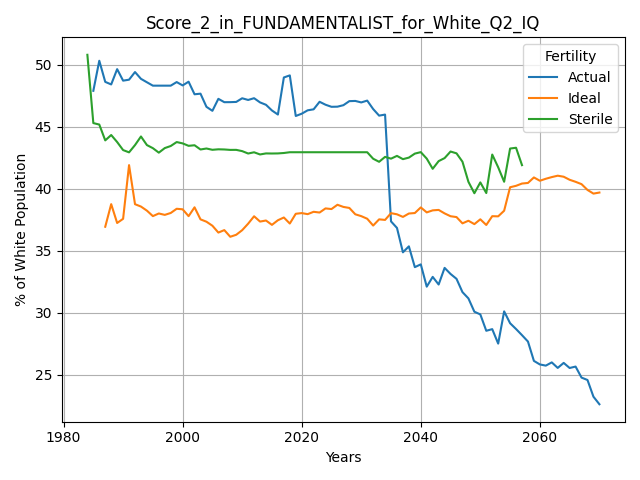 Score_2_in_FUNDAMENTALIST_for_White_Q2_IQ
Fertility
Actual
Ideal
Sterile
% of White Population
50
45
40
35
30
25
1980
2000
2020
2040
2060
Years